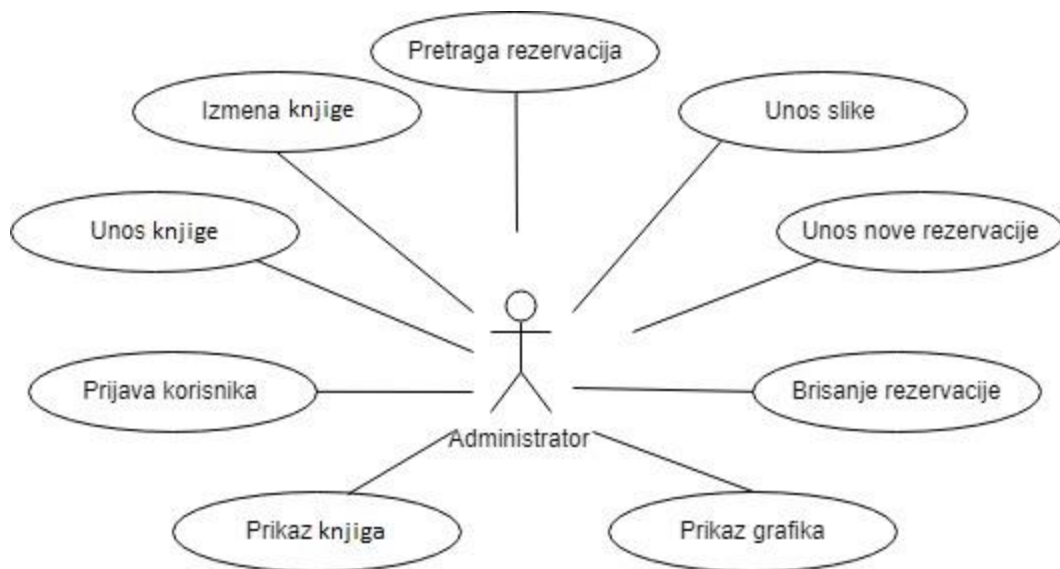 Pretraga rezervacija
Izmena knjige
Unos slike
Unos knjige
Unos nove rezervacije
Prijava korisnika
Brisanje rezervacije
Administrator
Prikaz knjiga
Prikaz grafika